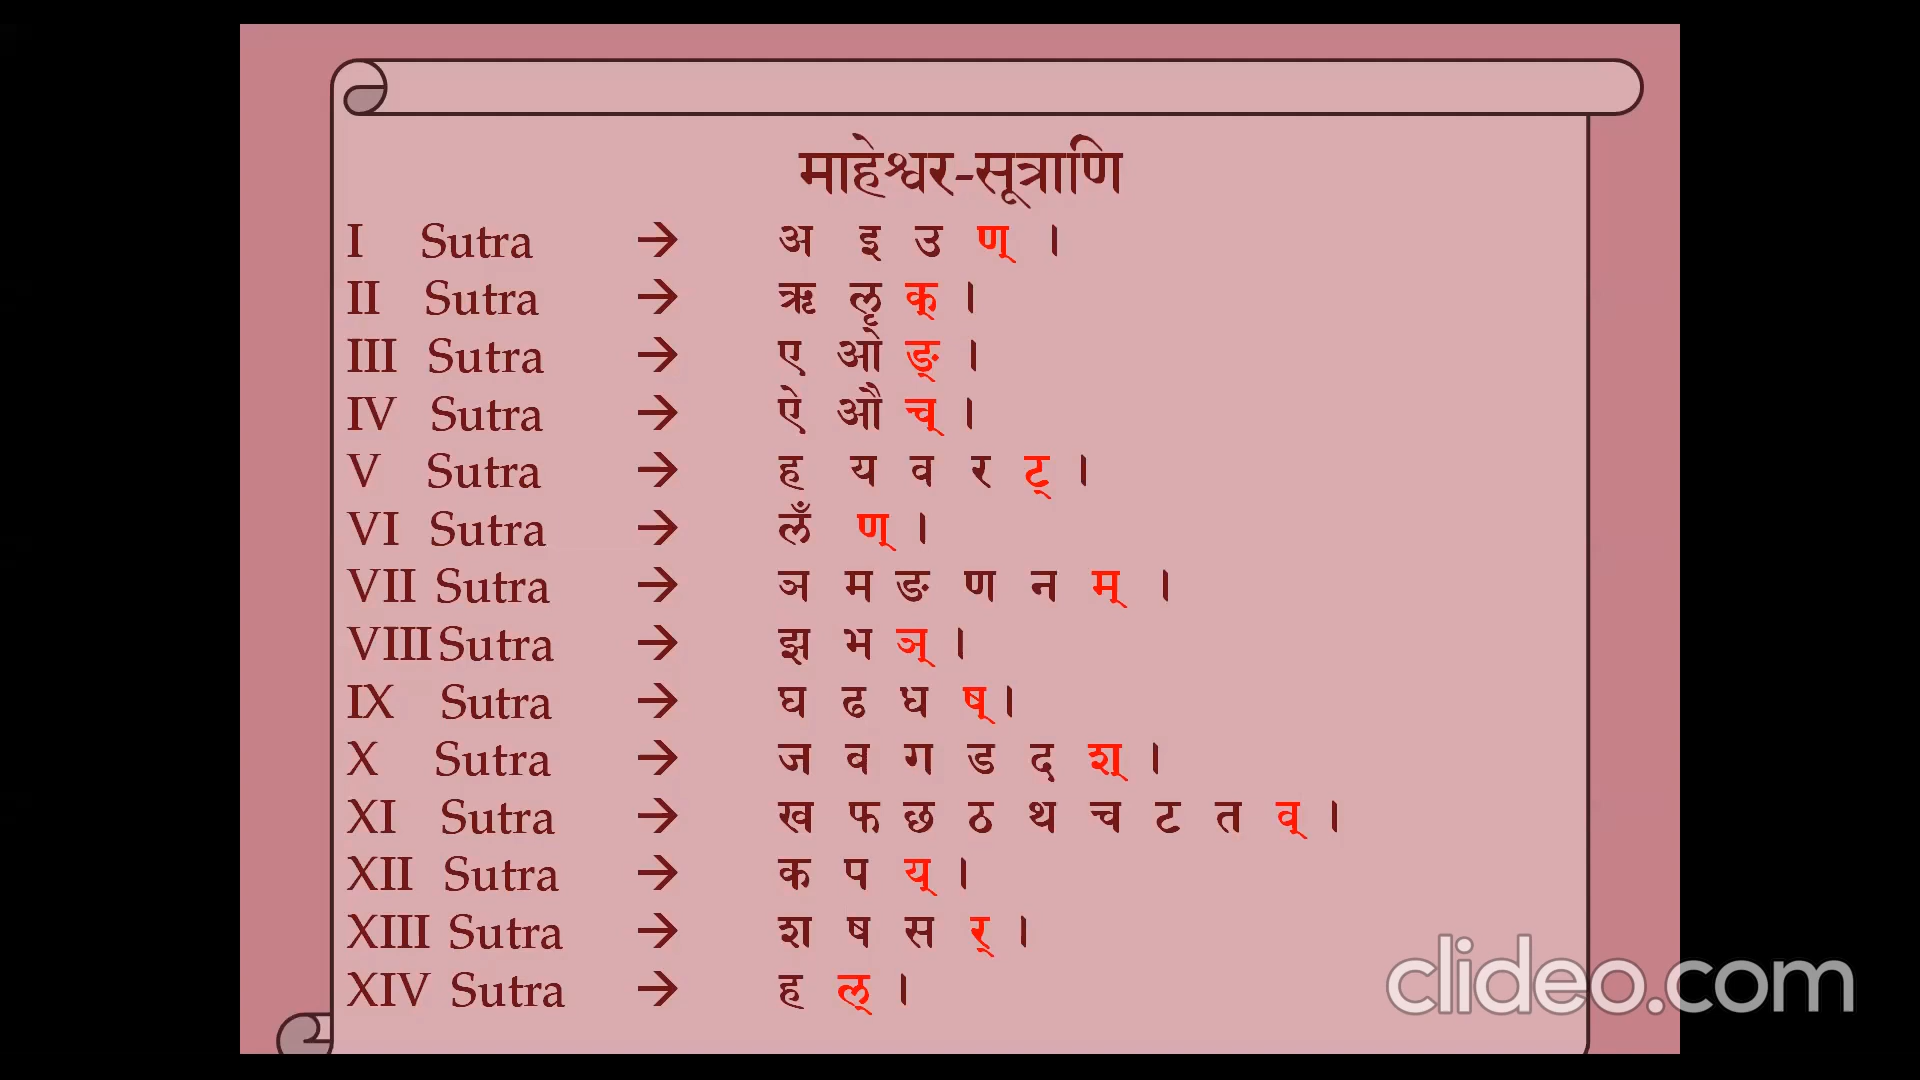 माहेश्वर-सूत्राणि
I Sutra → अ इ उ ण् ।
II Sutra → ऋ ऌ क् ।
III Sutra → ए ओ ङ् ।
IV Sutra → ऐ औ च् ।
V Sutra → ह य व र ट् ।
VI Sutra → लँ ण् ।
VII Sutra → ञ म ङ ण न म् ।
VIII Sutra → झ भ ञ् ।
IX Sutra → घ ढ ध ष् ।
X Sutra → ज व ग ड द श् ।
XI Sutra → ख फ छ ठ थ च ट त व् ।
XII Sutra → क प य् ।
XIII Sutra → श ष स र् ।
XIV Sutra → ह ल् ।
clideo.com